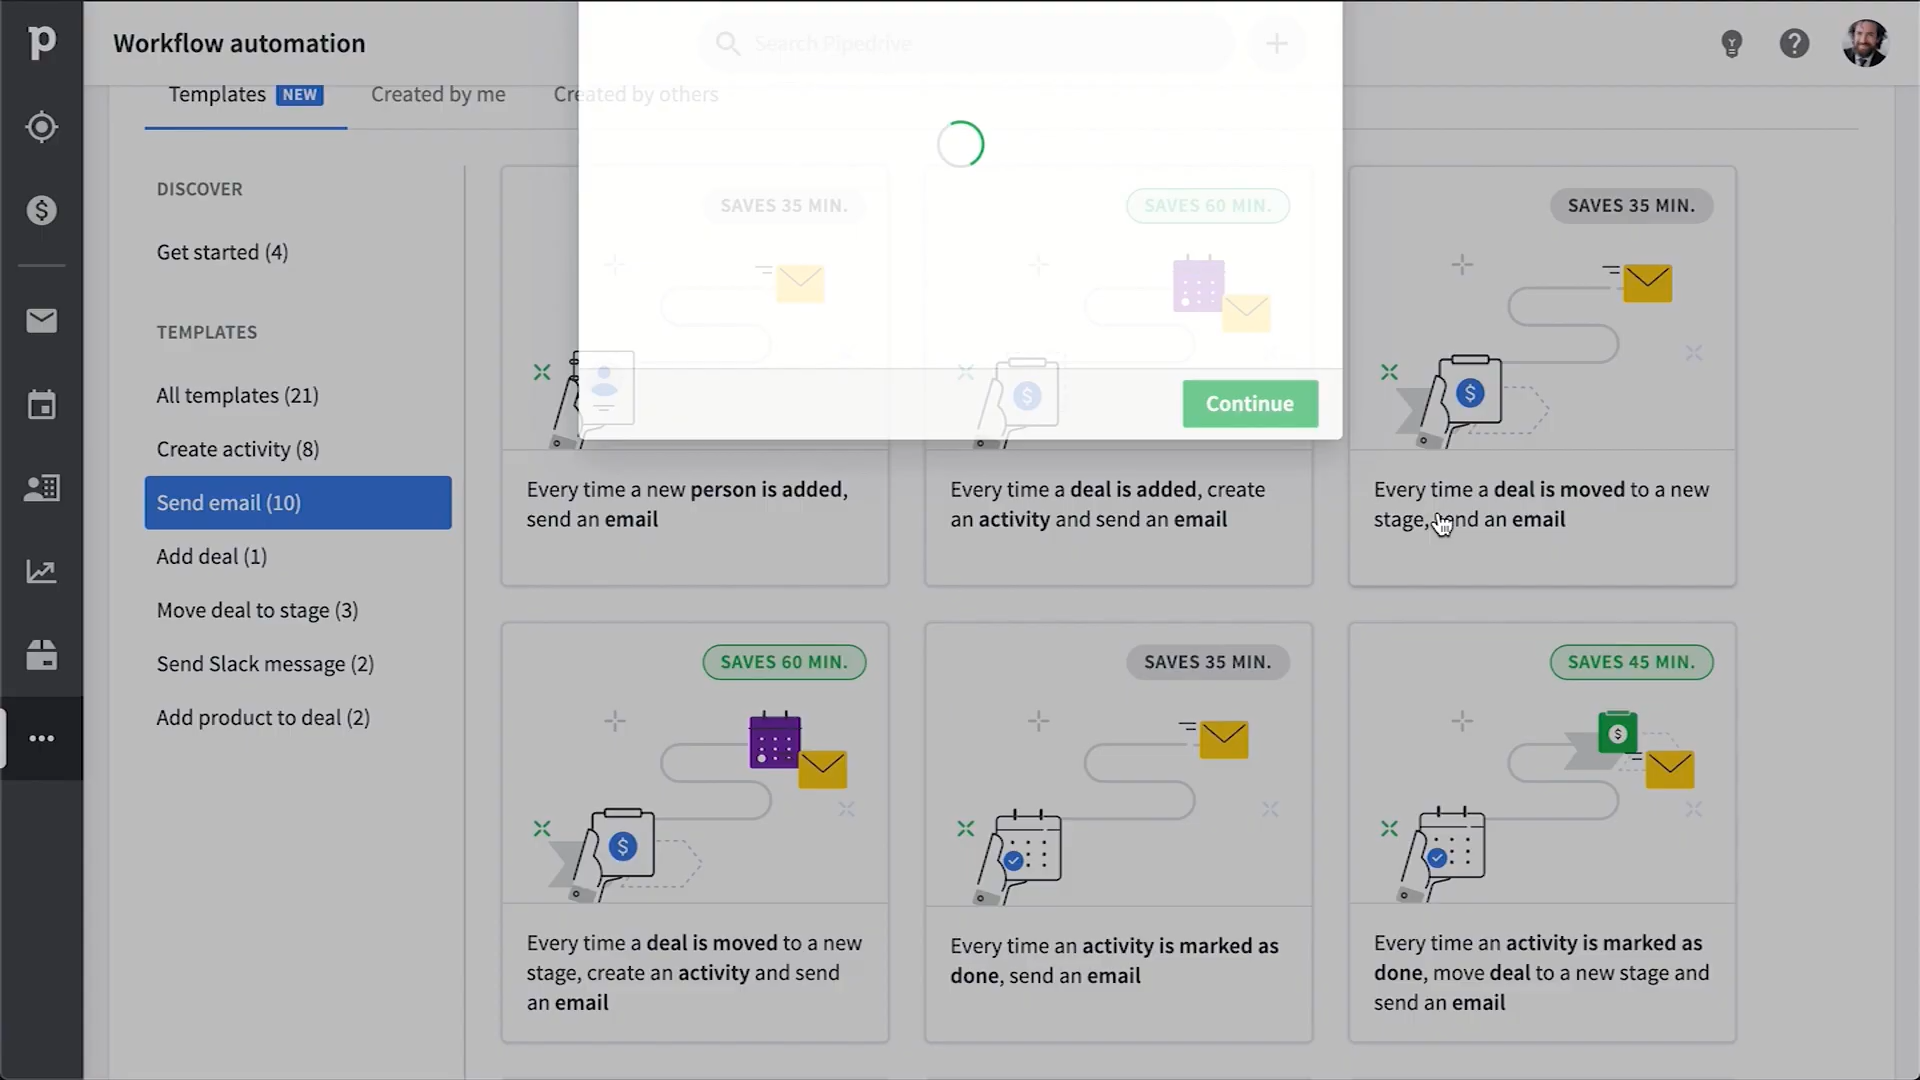 p
Workflow automation
Search Pipedrive
Templates NEW
Created by me
Created by others
DISCOVER
Get started (4)
TEMPLATES
All templates (21)
Create activity (8)
Send email (10)
Add deal (1)
Move deal to stage (3)
Send Slack message (2)
Add product to deal (2)
SAVES 35 MIN.
Every time a new person is added,
send an email
SAVES 60 MIN.
Continue
Every time a deal is added, create
an activity and send an email
SAVES 35 MIN.
Every time a deal is moved to a new
stage, send an email
SAVES 60 MIN.
Every time a deal is moved to a new
stage, create an activity and send
an email
SAVES 35 MIN.
Every time an activity is marked as
done, send an email
SAVES 45 MIN.
Every time an activity is marked as
done, move deal to a new stage and
send an email